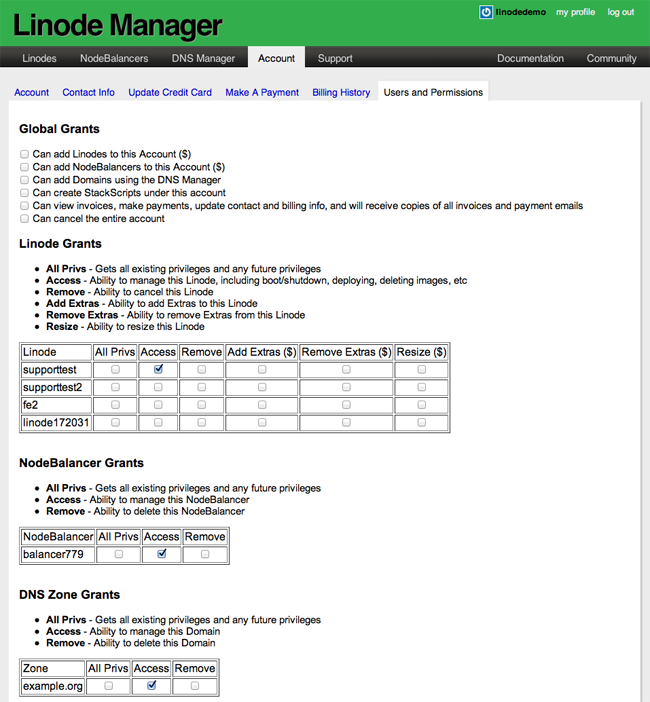 Linode Manager
linodedemo my profile log out
Linodes NodeBalancers DNS Manager Account Support Documentation Community
Account Contact Info Update Credit Card Make A Payment Billing History Users and Permissions
Global Grants
Can add Linodes to this Account ($)
Can add NodeBalancers to this Account ($)
Can add Domains using the DNS Manager
Can create StackScripts under this account
Can view invoices, make payments, update contact and billing info, and will receive copies of all invoices and payment emails
Can cancel the entire account
Linode Grants
All Privs - Gets all existing privileges and any future privileges
Access - Ability to manage this Linode, including boot/shutdown, deploying, deleting images, etc
Remove - Ability to cancel this Linode
Add Extras - Ability to add Extras to this Linode
Remove Extras - Ability to remove Extras from this Linode
Resize - Ability to resize this Linode
Linode All Privs Access Remove Add Extras ($) Remove Extras ($) Resize ($)
supporttest
supporttest2
fe2
linode172031
NodeBalancer Grants
All Privs - Gets all existing privileges and any future privileges
Access - Ability to manage this NodeBalancer
Remove - Ability to delete this NodeBalancer
NodeBalancer All Privs Access Remove
balancer779
DNS Zone Grants
All Privs - Gets all existing privileges and any future privileges
Access - Ability to manage this Domain
Remove - Ability to delete this Domain
Zone All Privs Access Remove
example.org